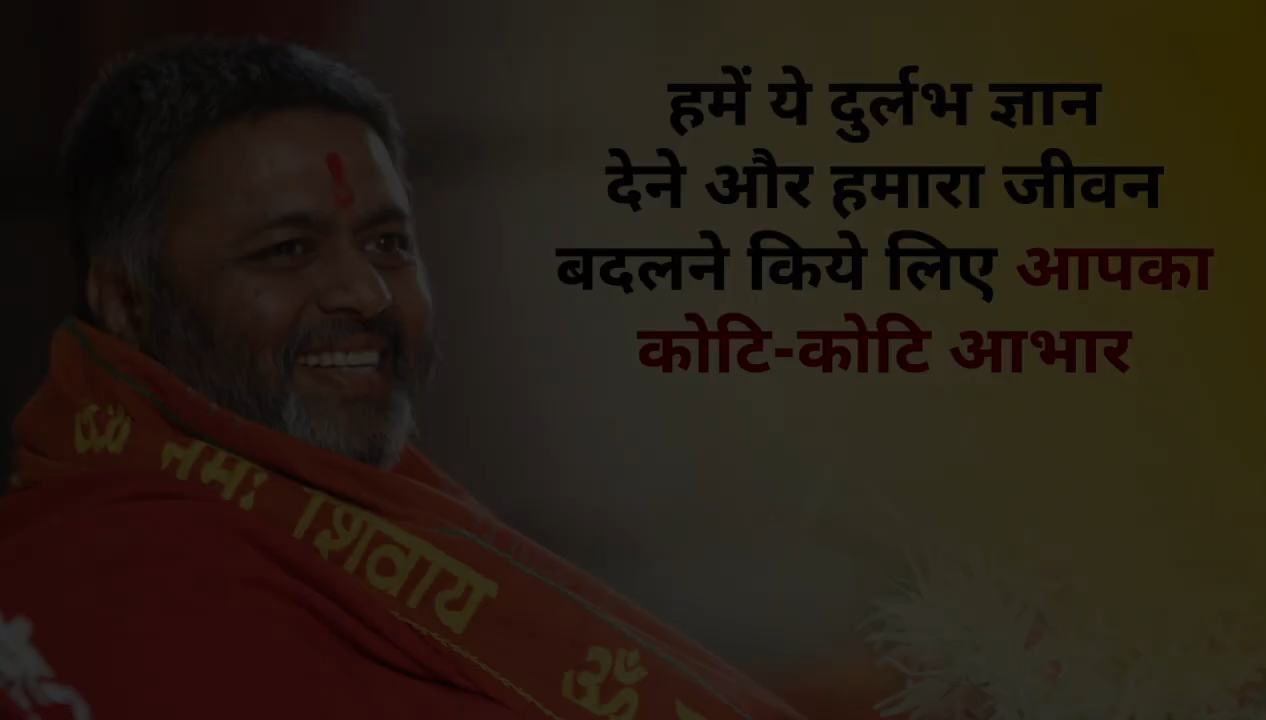 हमें ये दुर्लभ ज्ञान
देने और हमारा जीवन
बदलने किये लिए आपका
कोटि-कोटि आभार
ॐ नमः शिवाय ॐ